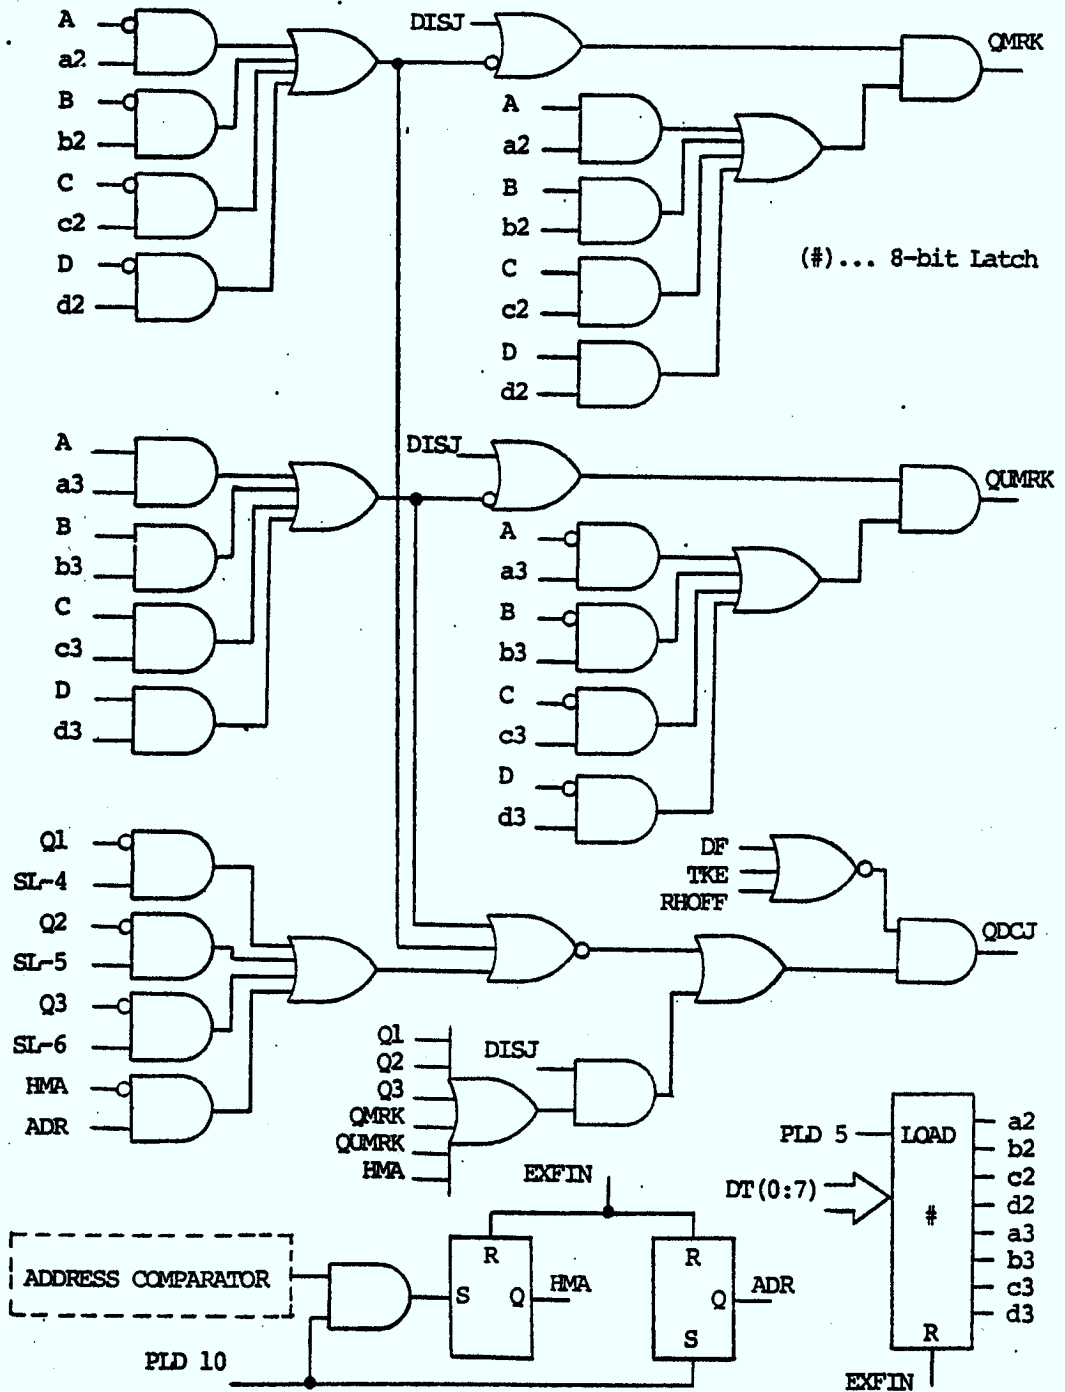 A
a2
B
b2
C
c2
D
d2
DISJ
QMRK
A
a2
B
b2
C
c2
D
d2
(#)... 8-bit Latch
A
a3
B
b3
C
c3
D
d3
DISJ
QUMRK
A
a3
B
b3
C
c3
D
d3
Q1
SL-4
Q2
SL-5
Q3
SL-6
HMA
ADR
DF
TKE
RHOFF
QDCJ
Q1
Q2
Q3
QMRK
QUMRK
HMA
DISJ
EXFIN
ADDRESS COMPARATOR
PLD 10
R
S Q
HMA
R
Q
S
ADR
PLD 5
LOAD
DT(0:7)
#
R
EXFIN
a2
b2
c2
d2
a3
b3
c3
d3